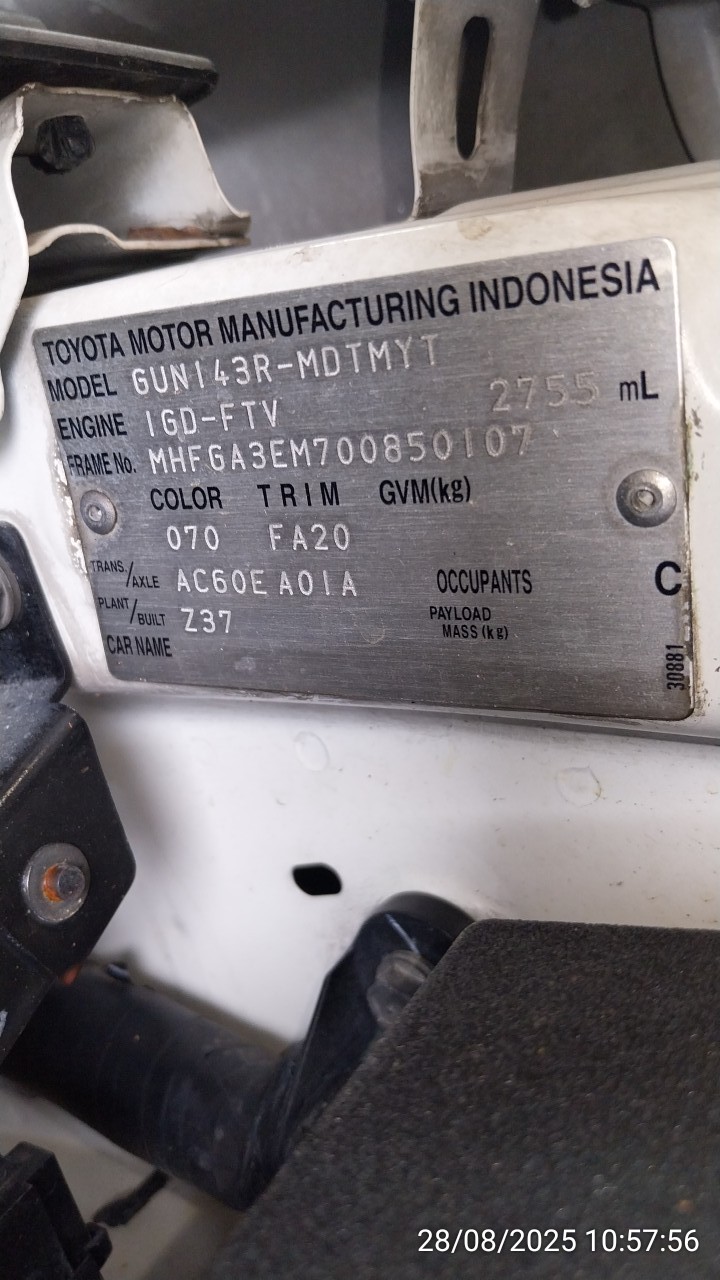 TOYOTA MOTOR MANUFACTURING INDONESIA
MODEL GUN143R-MDTMYT
ENGINE 1GD-FTV 2755 mL
FRAME No. MHFGA3EM700850107
COLOR TRIM GVM(kg)
070 FA20
TRANS./AXLE AC60E A01A OCCUPANTS C
PLANT/BUILT Z37 PAYLOAD MASS (kg)
CAR NAME
30881
28/08/2025 10:57:56